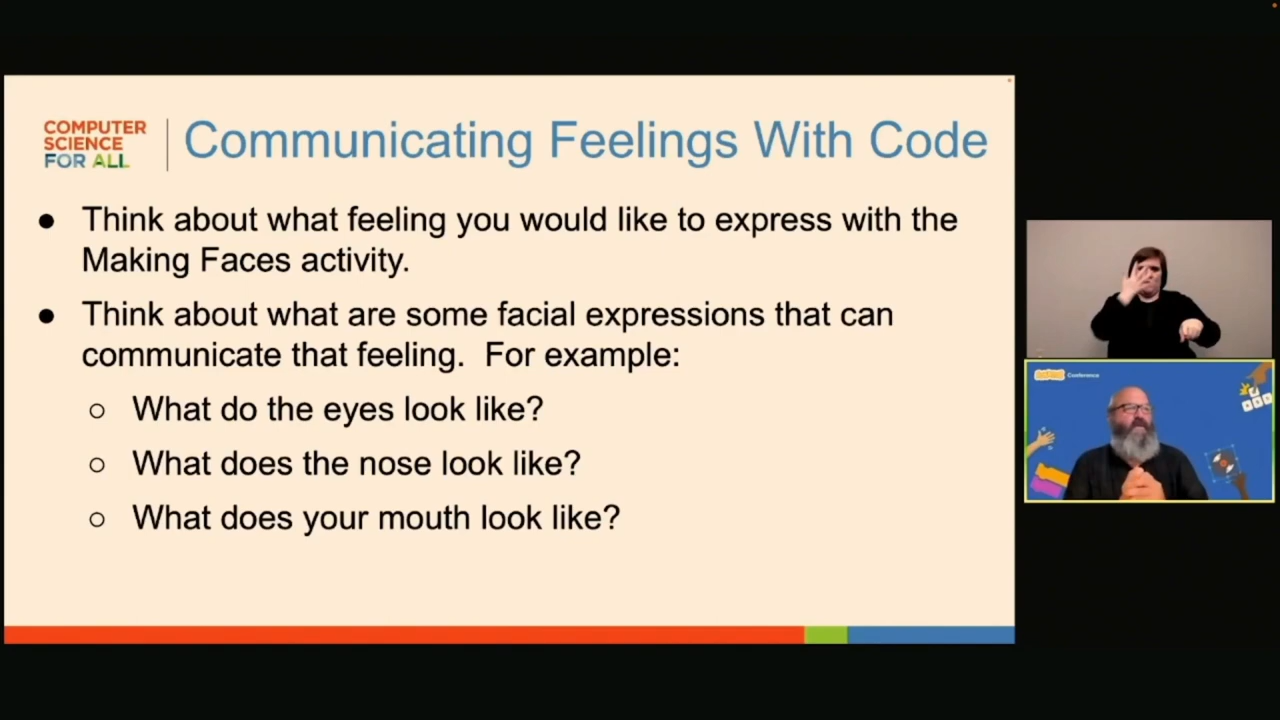 COMPUTER
SCIENCE
FOR ALL
Communicating Feelings With Code
● Think about what feeling you would like to express with the
Making Faces activity.
● Think about what are some facial expressions that can
communicate that feeling.  For example:
○ What do the eyes look like?
○ What does the nose look like?
○ What does your mouth look like?
Conference